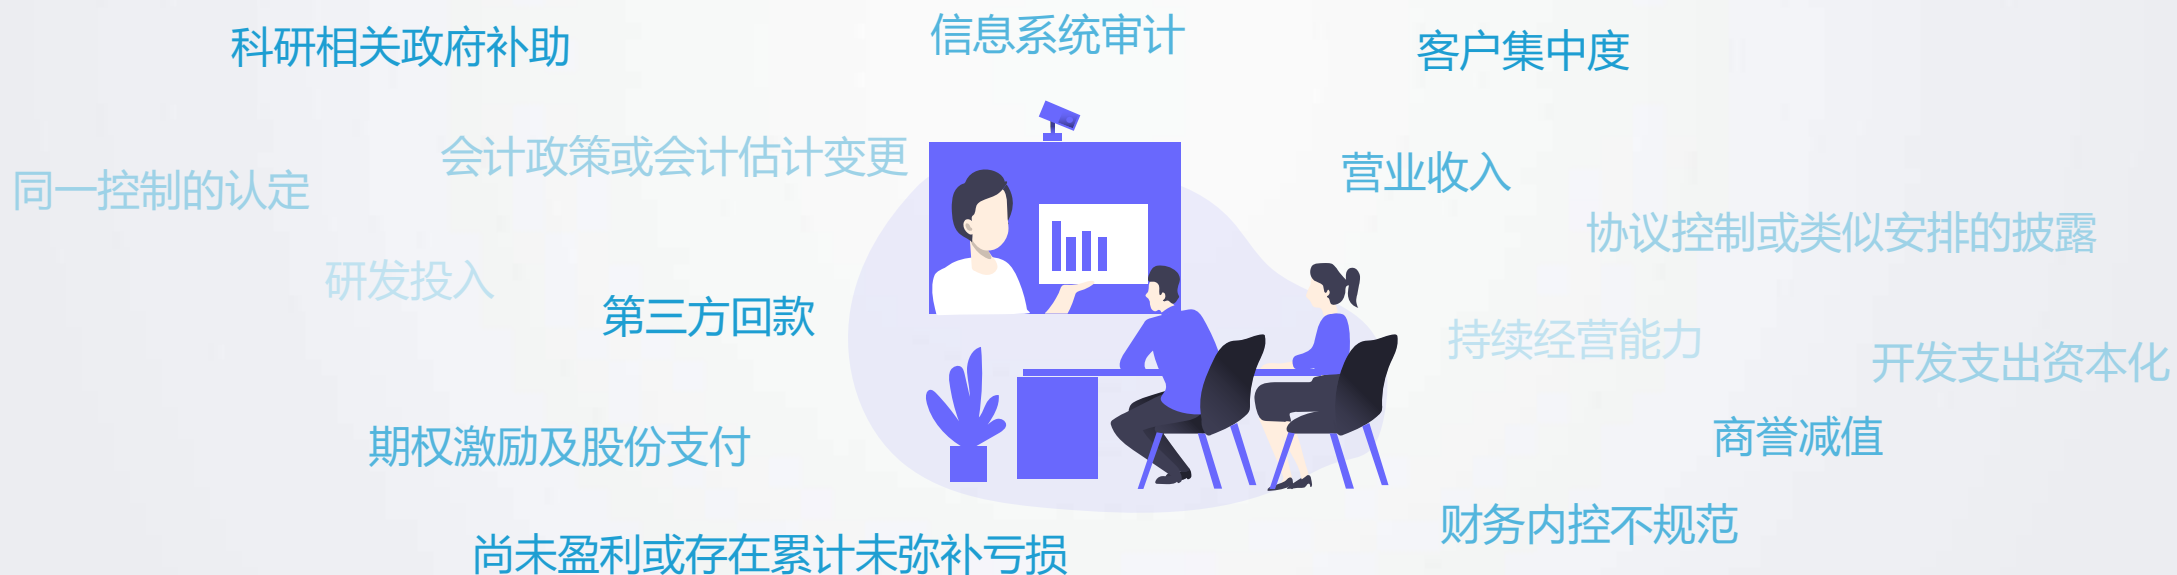 信息系统审计
科研相关政府补助
客户集中度
会计政策或会计估计变更
营业收入
同一控制的认定
协议控制或类似安排的披露
研发投入
第三方回款
持续经营能力
开发支出资本化
商誉减值
期权激励及股份支付
财务内控不规范
尚未盈利或存在累计未弥补亏损